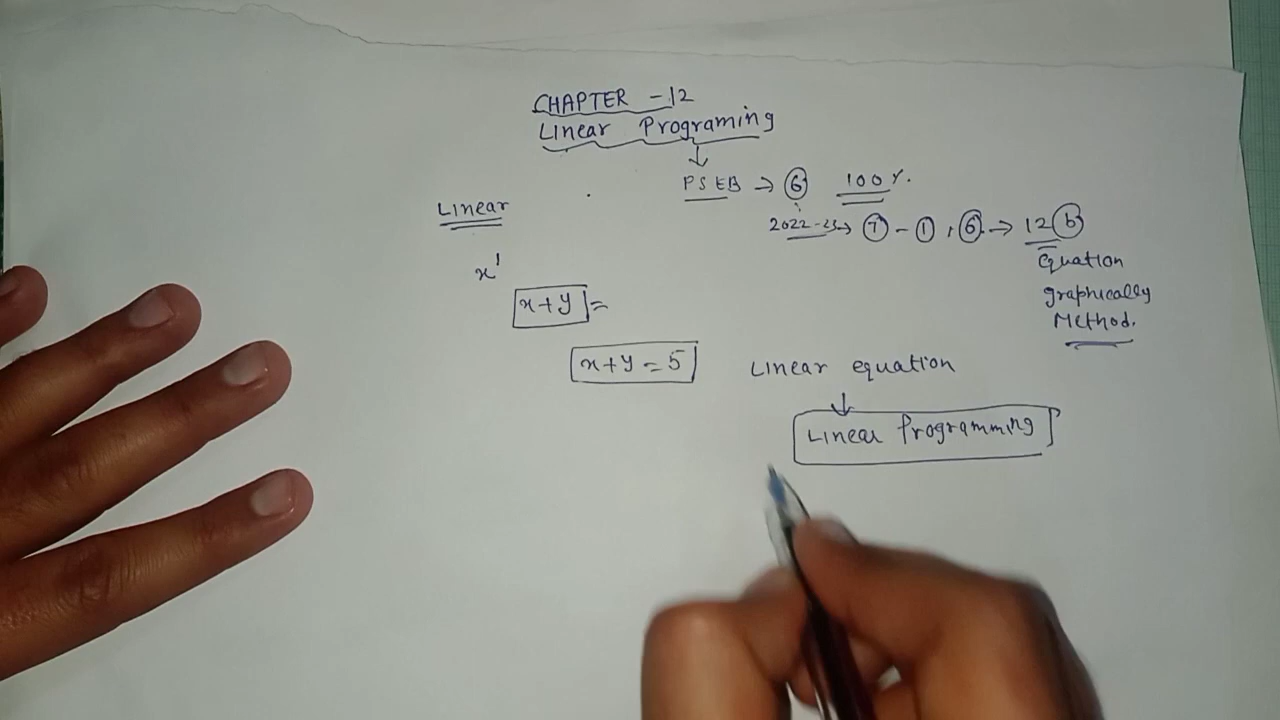 CHAPTER - 12
Linear Programing
↓
PSEB → 6 100%.
Linear
2022-23 → 7 - 1, 6 → 12 b
Equation
graphically
Method.
x¹
x+y =
x+y = 5
Linear equation
↓
Linear Programming